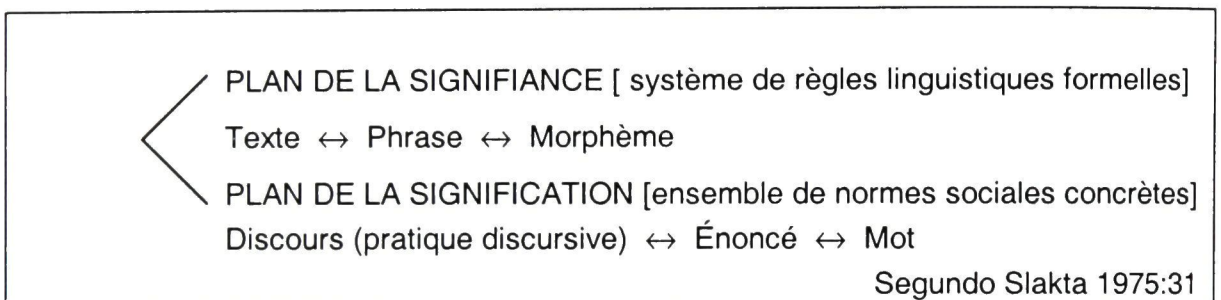 PLAN DE LA SIGNIFIANCE [ système de règles linguistiques formelles]
Texte ↔ Phrase ↔ Morphème
PLAN DE LA SIGNIFICATION [ensemble de normes sociales concrètes]
Discours (pratique discursive) ↔ Énoncé ↔ Mot
Segundo Slakta 1975:31